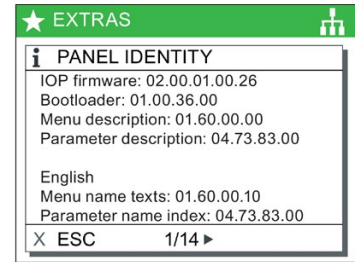 EXTRAS
i PANEL IDENTITY
IOP firmware: 02.00.01.00.26
Bootloader: 01.00.36.00
Menu description: 01.60.00.00
Parameter description: 04.73.83.00
English
Menu name texts: 01.60.00.10
Parameter name index: 04.73.83.00
X ESC 1/14 ▶